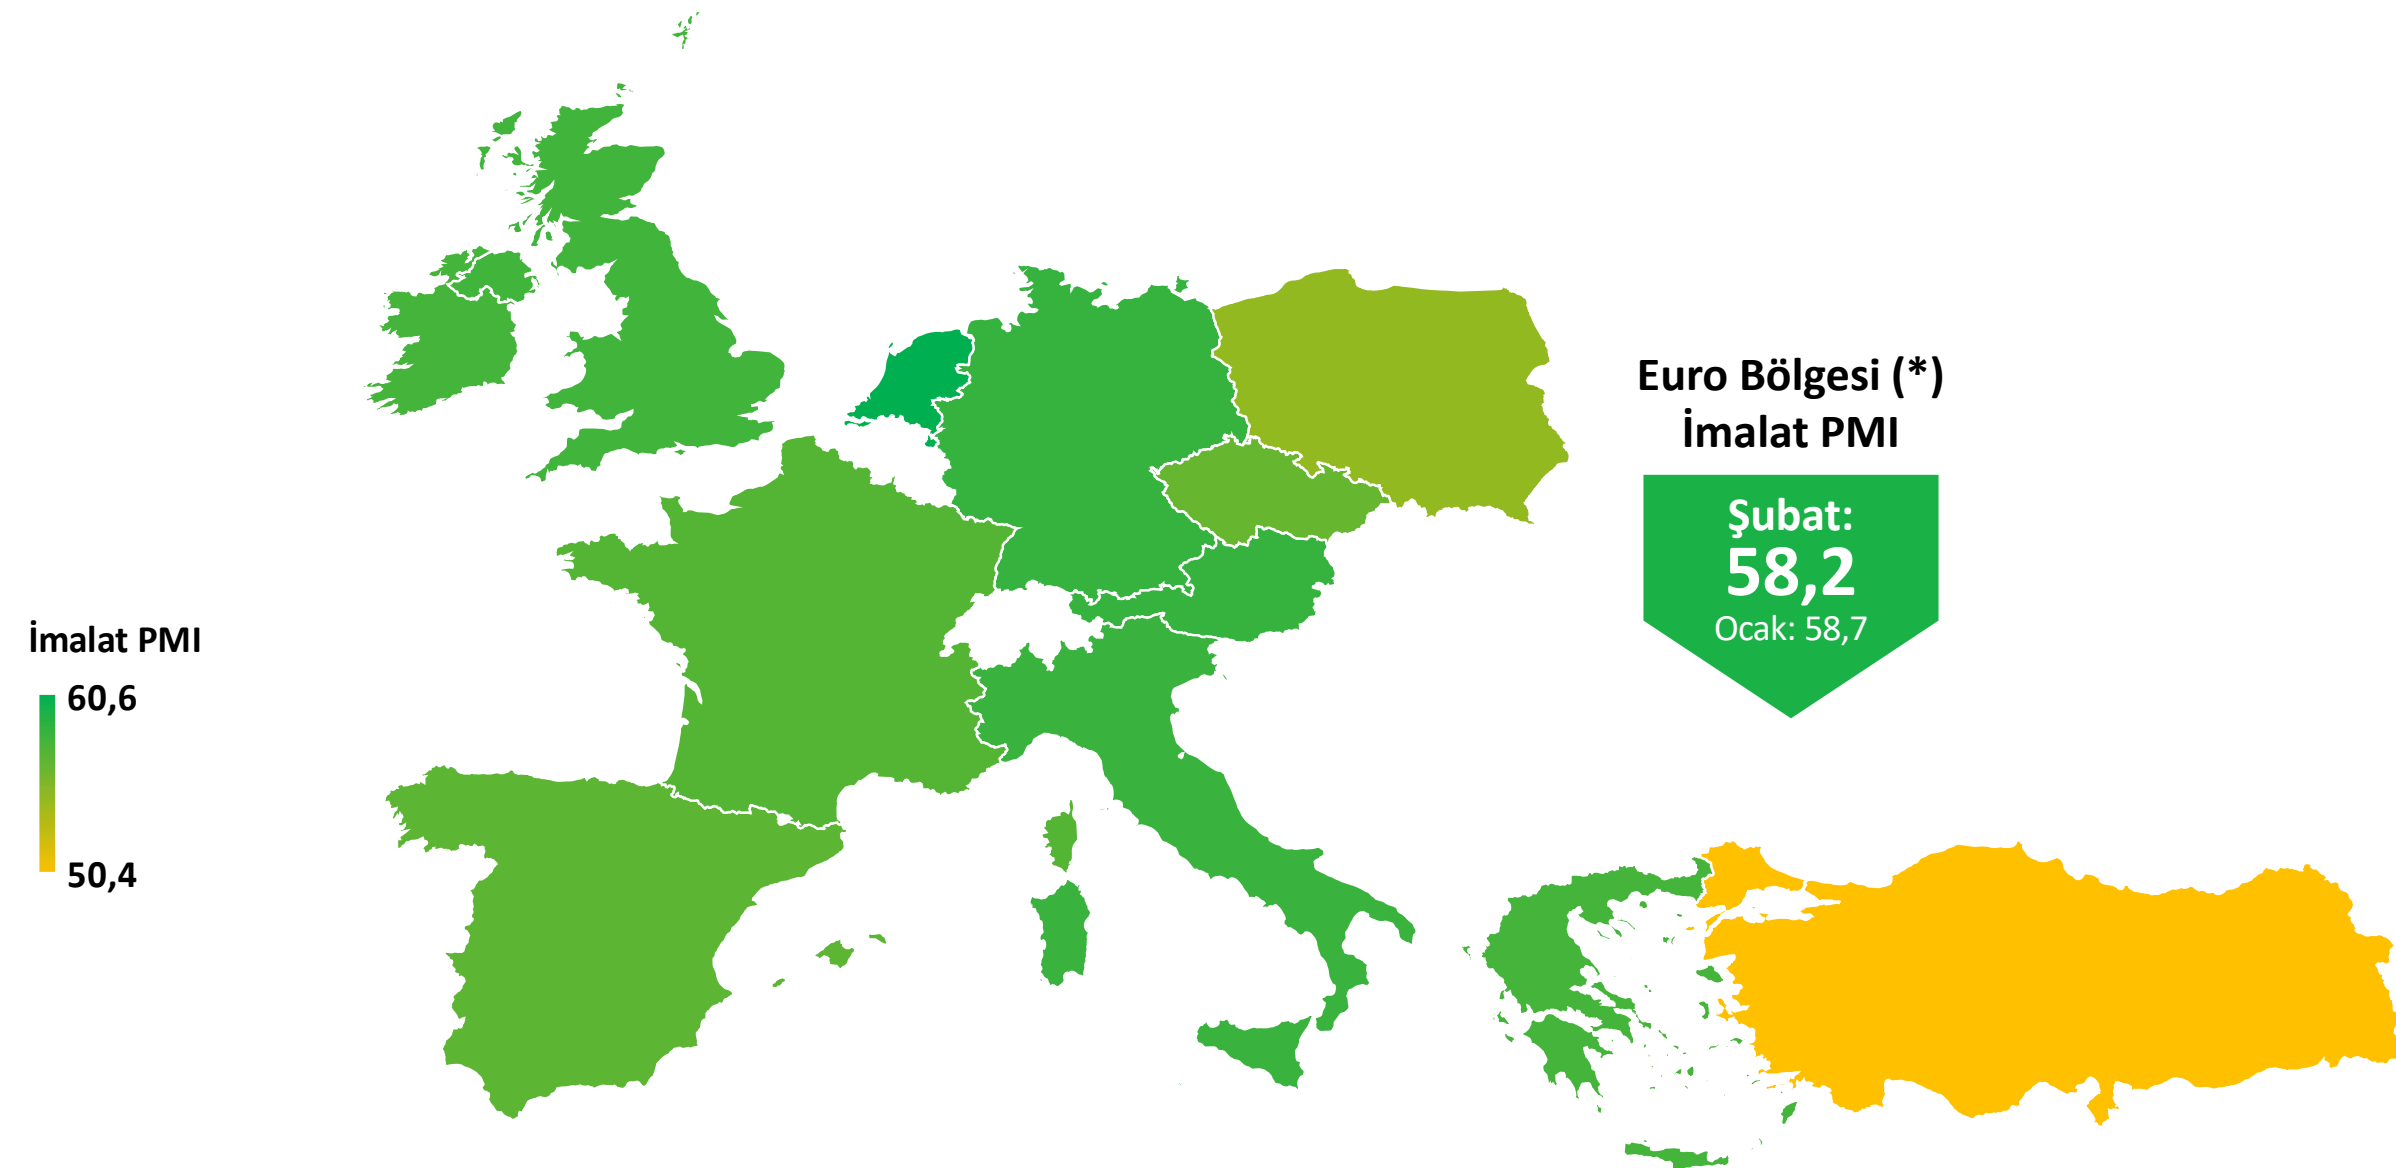 Euro Bölgesi (*)
İmalat PMI
Şubat:
58,2
Ocak: 58,7
İmalat PMI
60,6
50,4